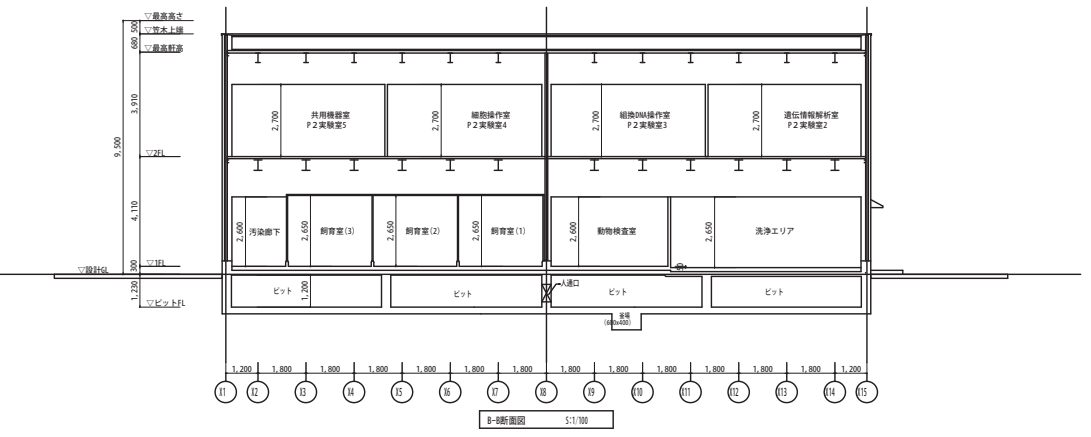 ▽最高高さ
500
▽笠木上端
680
▽最高軒高
3,910
9,500
▽2FL
4,110
▽1FL
300
▽設計GL
1,230
▽ピットFL
2,700
共用機器室
P2実験室5
2,700
細胞操作室
P2実験室4
2,700
組換DNA操作室
P2実験室3
2,700
遺伝情報解析室
P2実験室2
2,600
汚染廊下
2,650
飼育室(3)
2,650
飼育室(2)
2,650
飼育室(1)
2,600
動物検査室
2,650
洗浄エリア
ピット
1,200
ピット
人通口
ピット
ピット
釜場
(600x400)
1,200 1,800 1,800 1,800 1,800 1,800 1,800 1,800 1,800 1,800 1,800 1,800 1,800 1,200
X1 X2 X3 X4 X5 X6 X7 X8 X9 X10 X11 X12 X13 X14 X15
B-B断面図 S:1/100